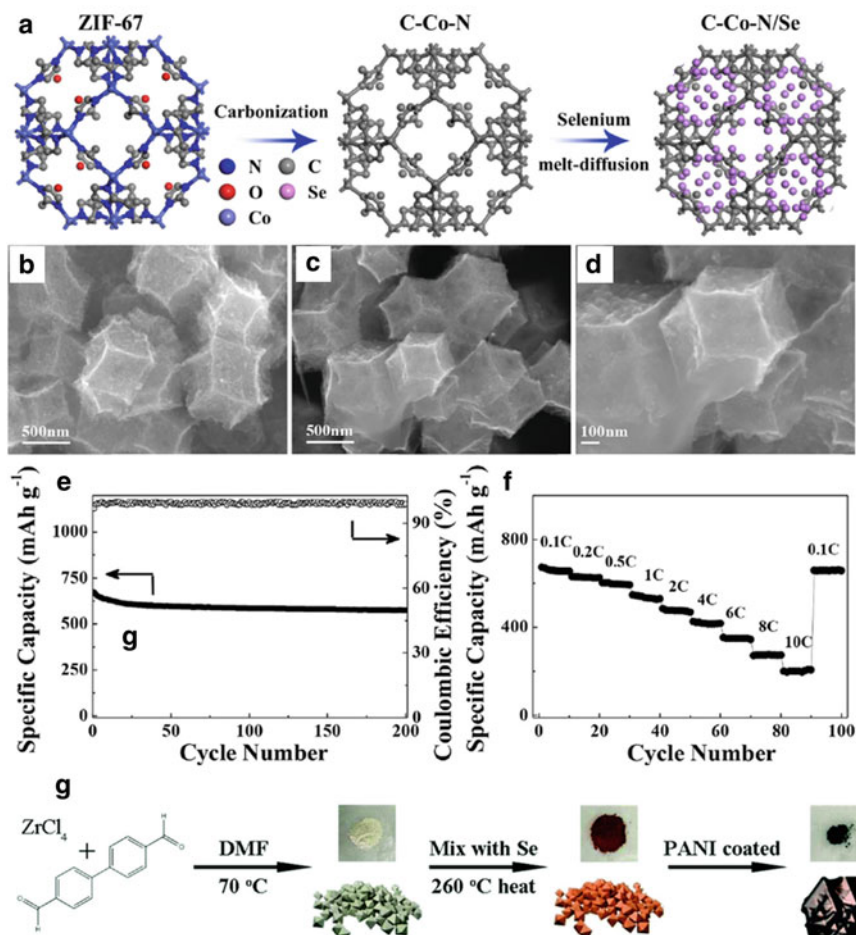 a
ZIF-67
C-Co-N
C-Co-N/Se
Carbonization
Selenium
melt-diffusion
N
C
O
Se
Co
b
500nm
c
500nm
d
100nm
e
Specific Capacity (mAh g⁻¹)
1000
750
500
250
0
g
90
60
30
0
Coulombic Efficiency (%)
0 50 100 150 200
Cycle Number
f
Specific Capacity (mAh g⁻¹)
800
400
0
0.1C
0.2C
0.5C
1C
2C
4C
6C
8C
10C
0.1C
0 20 40 60 80 100
Cycle Number
g
ZrCl₄
+
H
O
O
H
DMF
70 °C
Mix with Se
260 °C heat
PANI coated